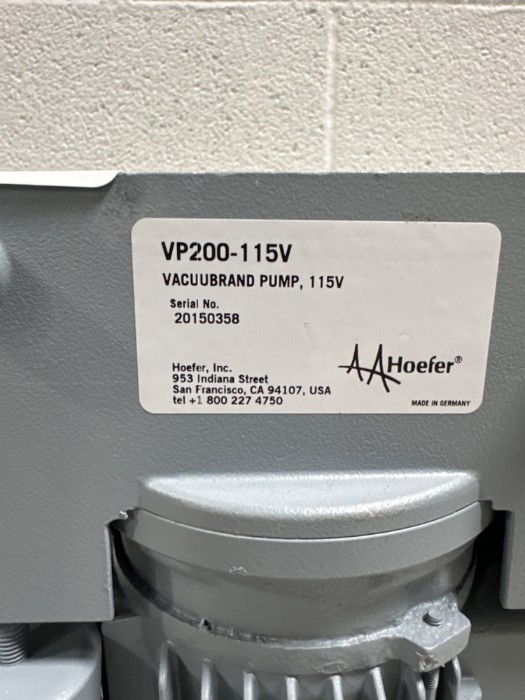 VP200-115V
VACUUBRAND PUMP, 115V
Serial No.
20150358
Hoefer, Inc.
953 Indiana Street
San Francisco, CA 94107, USA
tel +1 800 227 4750
Hoefer®
MADE IN GERMANY